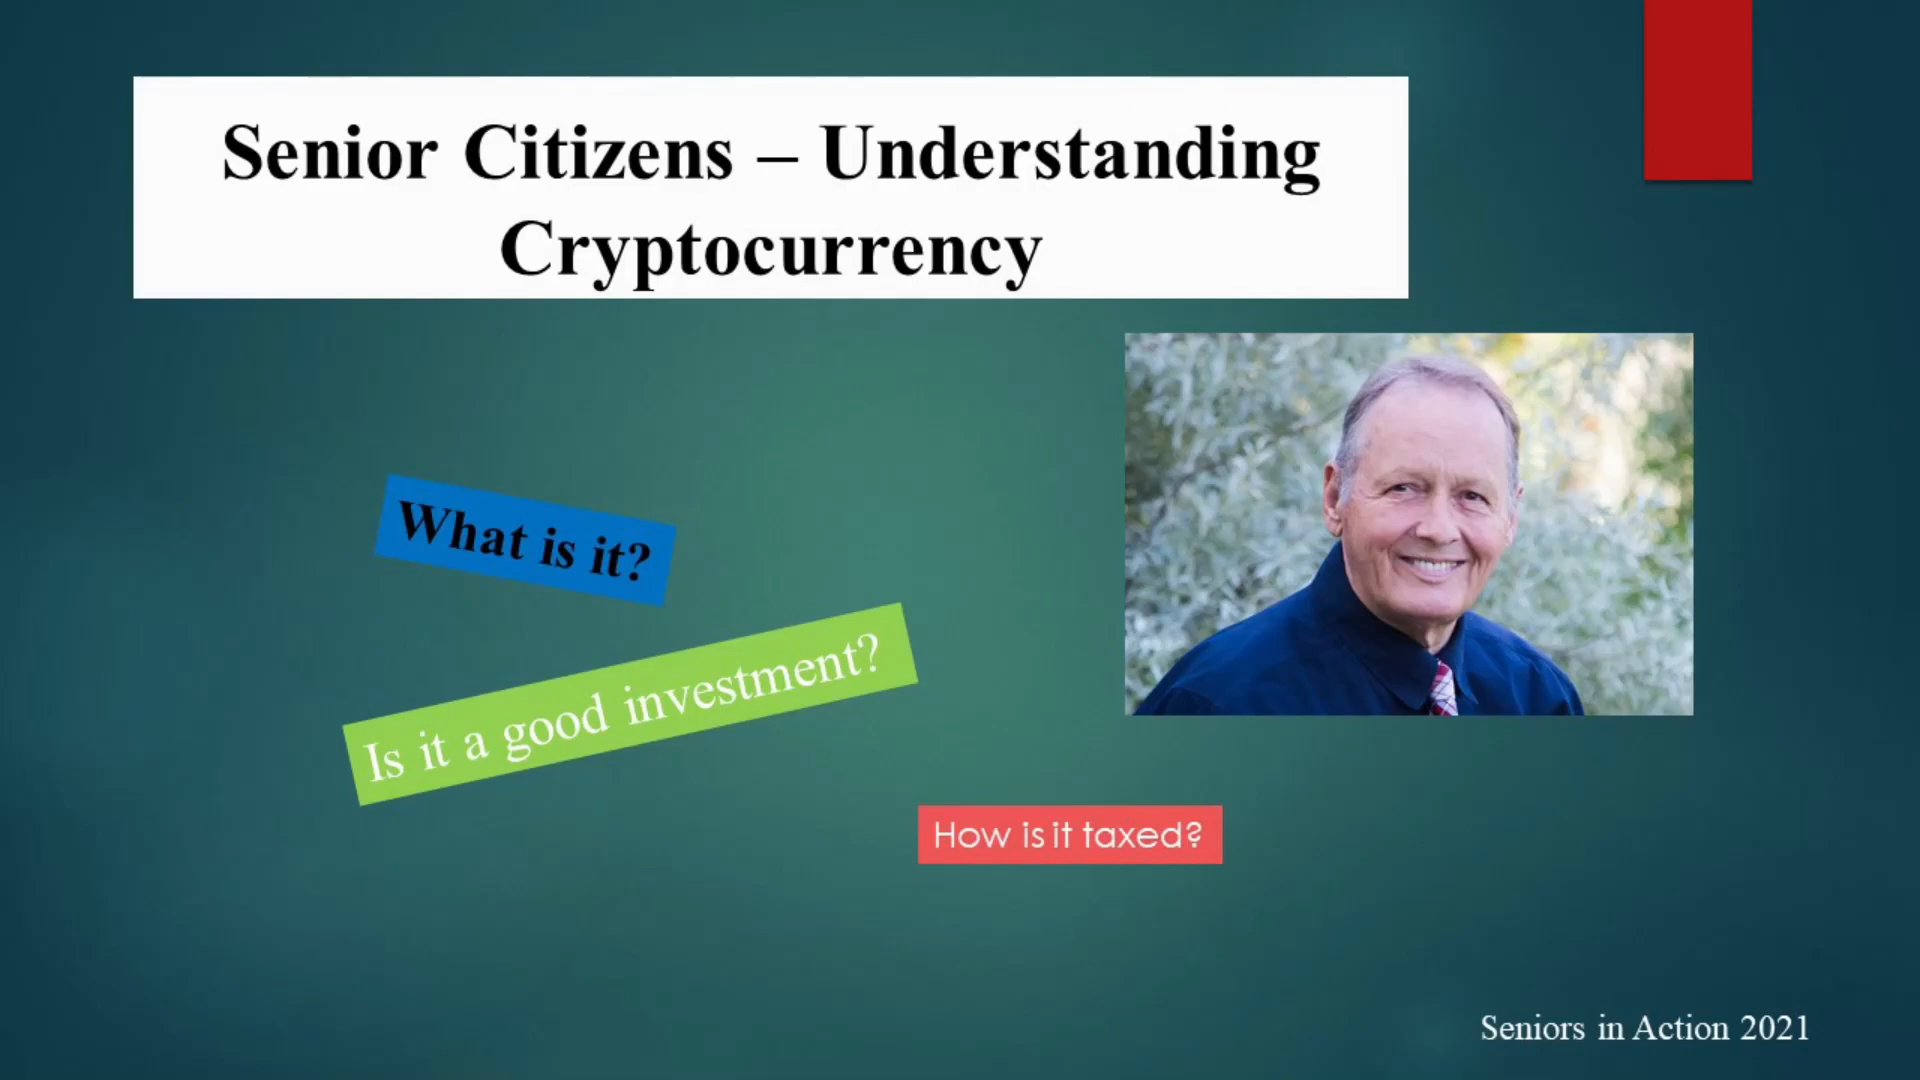 Senior Citizens – Understanding
Cryptocurrency
What is it?
Is it a good investment?
How is it taxed?
Seniors in Action 2021